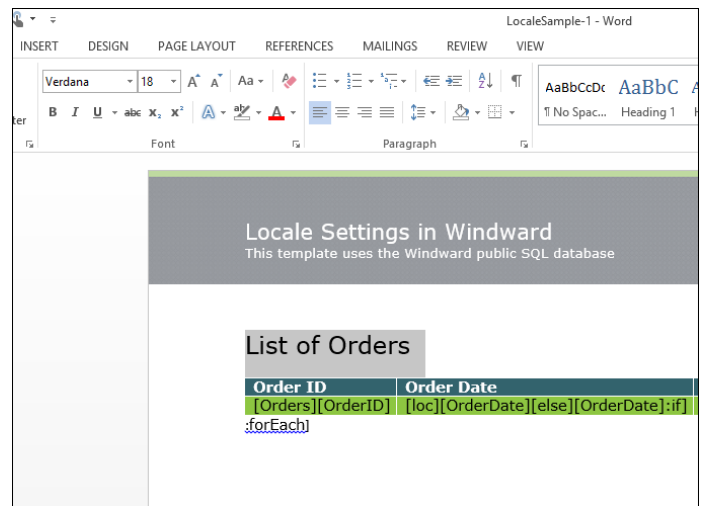 LocaleSample-1 - Word
INSERT DESIGN PAGE LAYOUT REFERENCES MAILINGS REVIEW VIEW
Verdana 18 A A Aa A Z ¶ AaBbCcDc AaBbC A
ter B I U abc x₂ x² A ab A ¶ No Spac... Heading 1 H
Font Paragraph
Locale Settings in Windward
This template uses the Windward public SQL database
List of Orders
Order ID Order Date
[Orders][OrderID] [loc][OrderDate][else][OrderDate]:if]
:forEach]